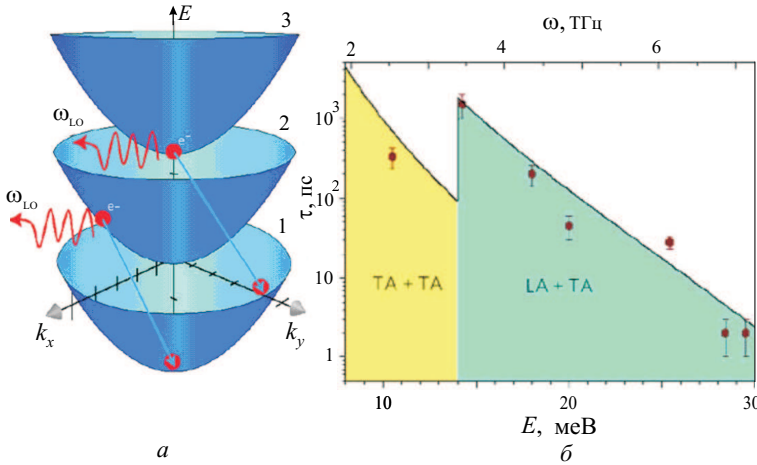 E
3
ω_LO
e-
2
ω_LO
e-
1
k_x
k_y
а
ω, ТГц
2
4
6
τ, пс
10³
10²
10
1
TA + TA
LA + TA
10
20
30
E, меВ
б